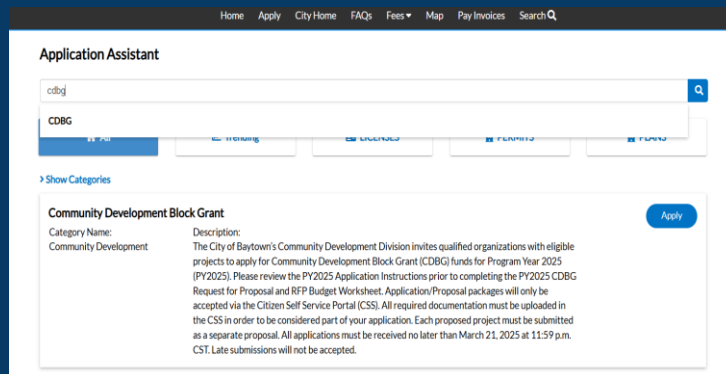 Home Apply City Home FAQs Fees Map Pay Invoices Search
Application Assistant
cdbg
CDBG
All Trending LICENSES PERMITS PLANS
Show Categories
Community Development Block Grant
Apply
Category Name:
Community Development
Description:
The City of Baytown's Community Development Division invites qualified organizations with eligible
projects to apply for Community Development Block Grant (CDBG) funds for Program Year 2025
(PY2025). Please review the PY2025 Application Instructions prior to completing the PY2025 CDBG
Request for Proposal and RFP Budget Worksheet. Application/Proposal packages will only be
accepted via the Citizen Self Service Portal (CSS). All required documentation must be uploaded in
the CSS in order to be considered part of your application. Each proposed project must be submitted
as a separate proposal. All applications must be received no later than March 21, 2025 at 11:59 p.m.
CST. Late submissions will not be accepted.